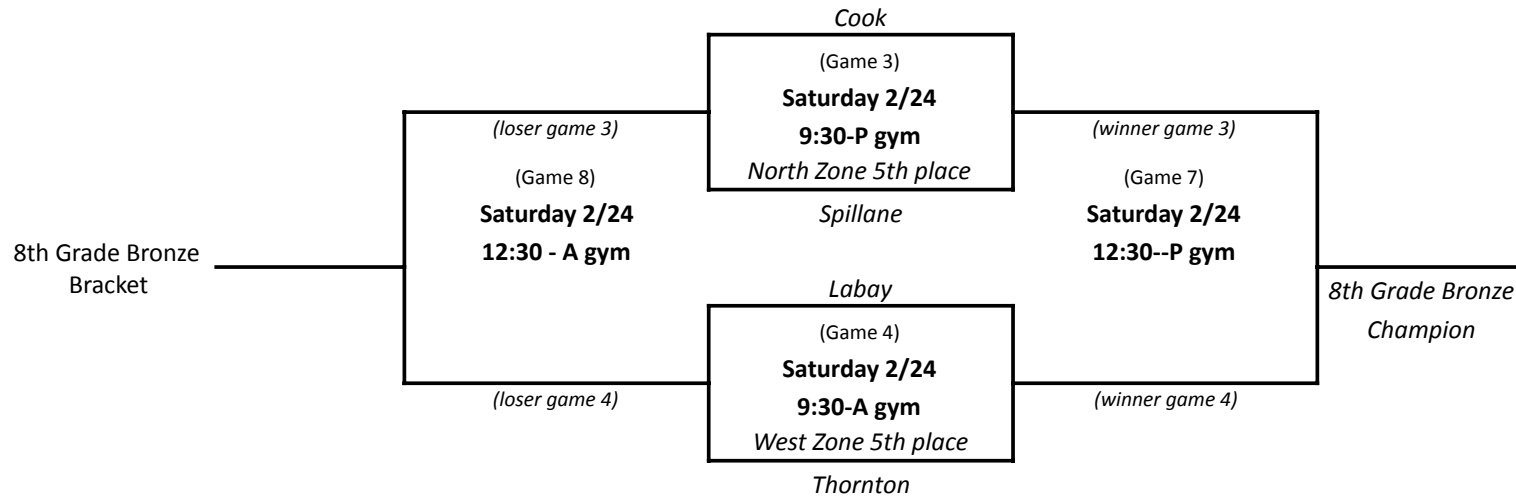 Cook
(Game 3)
Saturday 2/24
9:30-P gym
North Zone 5th place
Spillane
(loser game 3)
(winner game 3)
(Game 8)
Saturday 2/24
12:30 - A gym
(Game 7)
Saturday 2/24
12:30--P gym
8th Grade Bronze
Bracket
8th Grade Bronze
Champion
Labay
(Game 4)
Saturday 2/24
9:30-A gym
West Zone 5th place
Thornton
(loser game 4)
(winner game 4)